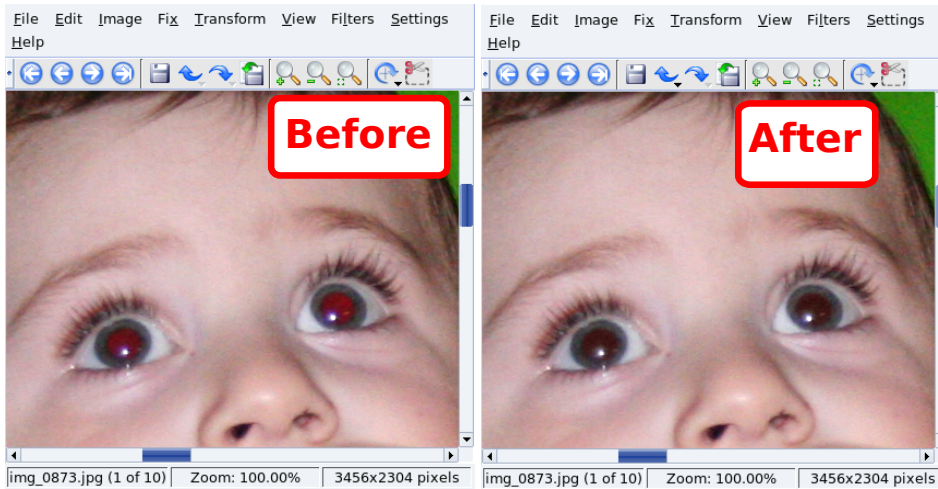 File Edit Image Fix Transform View Filters Settings
Help
Before
img_0873.jpg (1 of 10) Zoom: 100.00% 3456x2304 pixels
File Edit Image Fix Transform View Filters Settings
Help
After
img_0873.jpg (1 of 10) Zoom: 100.00% 3456x2304 pixels